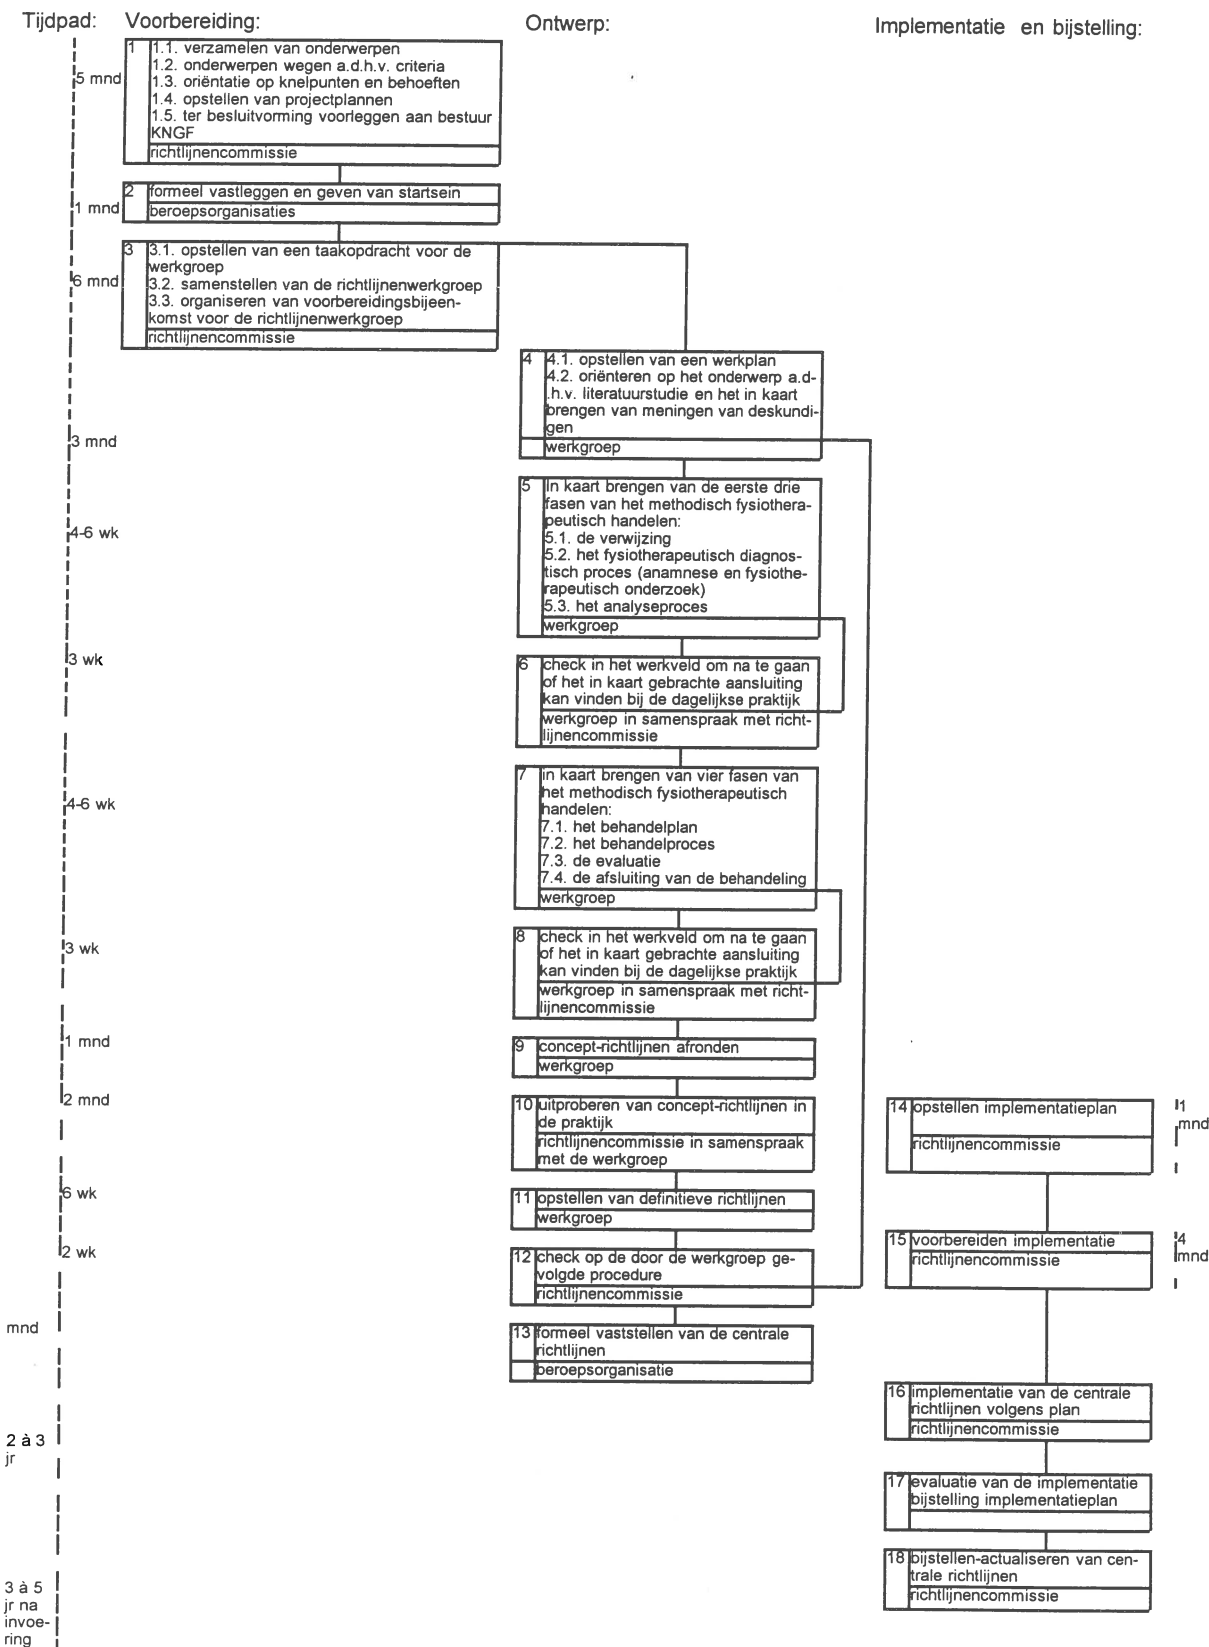 Tijdpad:
Voorbereiding:
Ontwerp:
Implementatie en bijstelling:
5 mnd
1
1.1. verzamelen van onderwerpen
1.2. onderwerpen wegen a.d.h.v. criteria
1.3. oriëntatie op knelpunten en behoeften
1.4. opstellen van projectplannen
1.5. ter besluitvorming voorleggen aan bestuur
KNGF
richtlijnencommissie
1 mnd
2
formeel vastleggen en geven van startsein
beroepsorganisaties
6 mnd
3
3.1. opstellen van een taakopdracht voor de
werkgroep
3.2. samenstellen van de richtlijnenwerkgroep
3.3. organiseren van voorbereidingsbijeen-
komst voor de richtlijnenwerkgroep
richtlijnencommissie
3 mnd
4
4.1. opstellen van een werkplan
4.2. oriënteren op het onderwerp a.d-
.h.v. literatuurstudie en het in kaart
brengen van meningen van deskundi-
gen
werkgroep
4-6 wk
5
In kaart brengen van de eerste drie
fasen van het methodisch fysiothera-
peutisch handelen:
5.1. de verwijzing
5.2. het fysiotherapeutisch diagnos-
tisch proces (anamnese en fysiothe-
rapeutisch onderzoek)
5.3. het analyseproces
werkgroep
3 wk
6
check in het werkveld om na te gaan
of het in kaart gebrachte aansluiting
kan vinden bij de dagelijkse praktijk
werkgroep in samenspraak met richt-
lijnencommissie
4-6 wk
7
in kaart brengen van vier fasen van
het methodisch fysiotherapeutisch
handelen:
7.1. het behandelplan
7.2. het behandelproces
7.3. de evaluatie
7.4. de afsluiting van de behandeling
werkgroep
3 wk
8
check in het werkveld om na te gaan
of het in kaart gebrachte aansluiting
kan vinden bij de dagelijkse praktijk
werkgroep in samenspraak met richt-
lijnencommissie
1 mnd
9
concept-richtlijnen afronden
werkgroep
2 mnd
10
uitproberen van concept-richtlijnen in
de praktijk
richtlijnencommissie in samenspraak
met de werkgroep
6 wk
11
opstellen van definitieve richtlijnen
werkgroep
2 wk
12
check op de door de werkgroep ge-
volgde procedure
richtlijnencommissie
mnd
13
formeel vaststellen van de centrale
richtlijnen
beroepsorganisatie
14
opstellen implementatieplan
richtlijnencommissie
1
mnd
15
voorbereiden implementatie
richtlijnencommissie
4
mnd
16
implementatie van de centrale
richtlijnen volgens plan
richtlijnencommissie
2 à 3
jr
17
evaluatie van de implementatie
bijstelling implementatieplan
18
bijstellen-actualiseren van cen-
trale richtlijnen
richtlijnencommissie
3 à 5
jr na
invoe-
ring